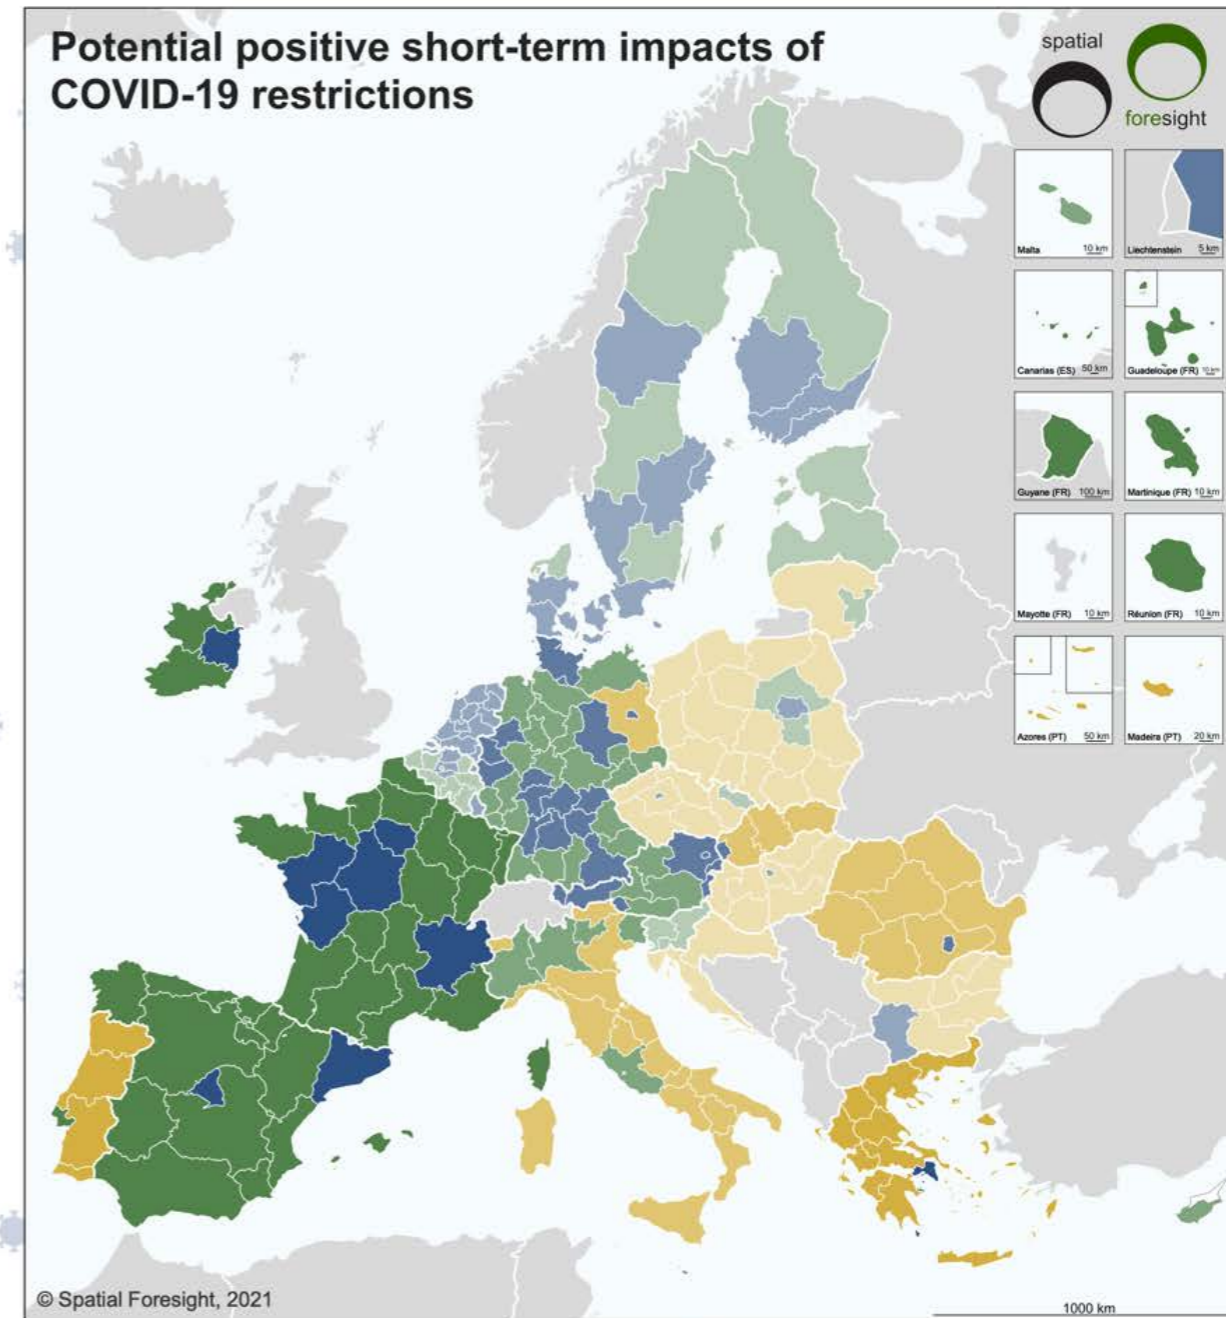 Potential positive short-term impacts of
COVID-19 restrictions
spatial
foresight
Malta 10 km
Liechtenstein 5 km
Canarias (ES) 50 km
Guadeloupe (FR) 10 km
Guyane (FR) 100 km
Martinique (FR) 10 km
Mayotte (FR) 10 km
Réunion (FR) 10 km
Azores (PT) 50 km
Madeira (PT) 20 km
© Spatial Foresight, 2021
1000 km